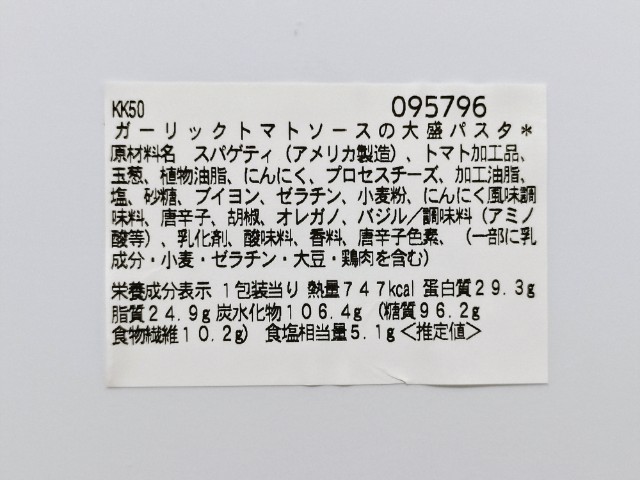 KK50 095796
ガーリックトマトソースの大盛パスタ*
原材料名 スパゲティ(アメリカ製造)、トマト加工品、
玉葱、植物油脂、にんにく、プロセスチーズ、加工油脂、
塩、砂糖、ブイヨン、ゼラチン、小麦粉、にんにく風味調
味料、唐辛子、胡椒、オレガノ、バジル/調味料(アミノ
酸等)、乳化剤、酸味料、香料、唐辛子色素、(一部に乳
成分・小麦・ゼラチン・大豆・鶏肉を含む)
栄養成分表示 1包装当り 熱量747kcal 蛋白質29.3g
脂質24.9g 炭水化物106.4g (糖質96.2g
食物繊維10.2g) 食塩相当量5.1g<推定値>